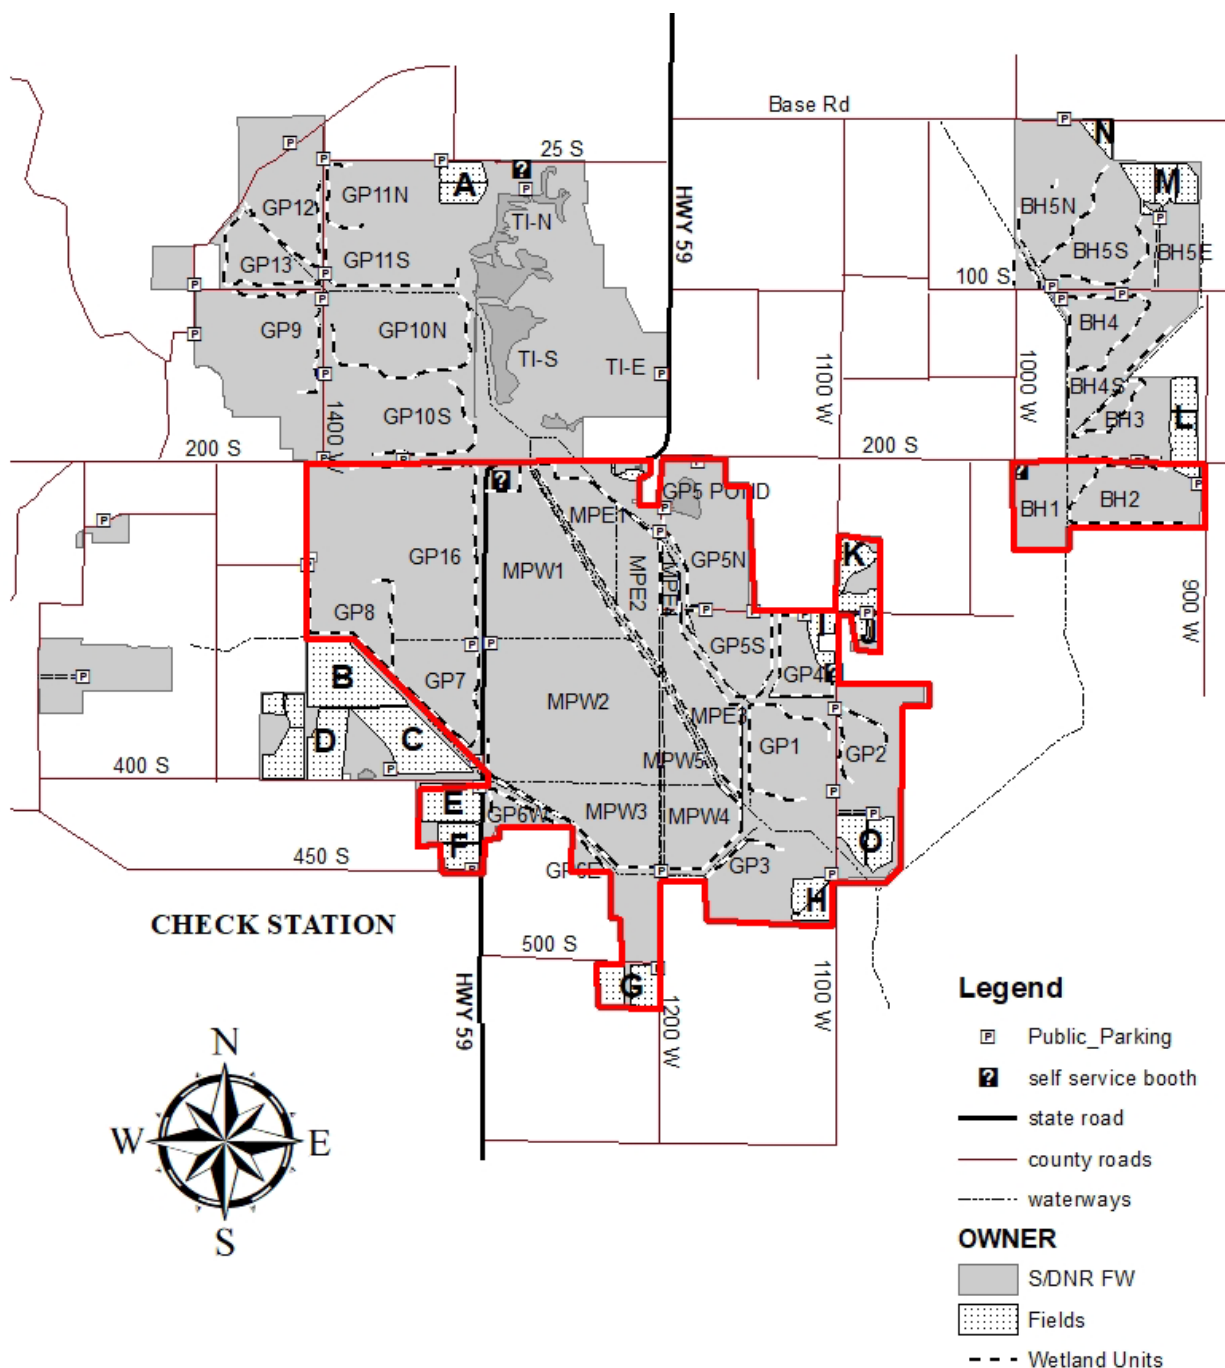 Base Rd
N
25 S
A
M
GP11N
HWY 59
GP12
TI-N
BH5N
BH5S
BH5E
GP13
GP11S
100 S
GP9
GP10N
BH4
TI-S
TI-E
1100 W
1000 W
BH4S
1400 W
GP10S
BH3
L
200 S
200 S
GP5 POND
BH1
BH2
MPE1
GP16
MPW1
MPE2
MPE4
GP5N
K
900 W
GP8
I
J
GP5S
B
GP7
GP4
MPW2
MPE3
D
C
GP1
GP2
400 S
MPW5
E
GP6W
MPW3
MPW4
O
F
450 S
GP6E
GP3
H
CHECK STATION
500 S
G
HWY 59
1200 W
1100 W
Legend
P Public_Parking
? self service booth
state road
county roads
waterways
OWNER
S/DNR FW
Fields
Wetland Units
N
W
E
S